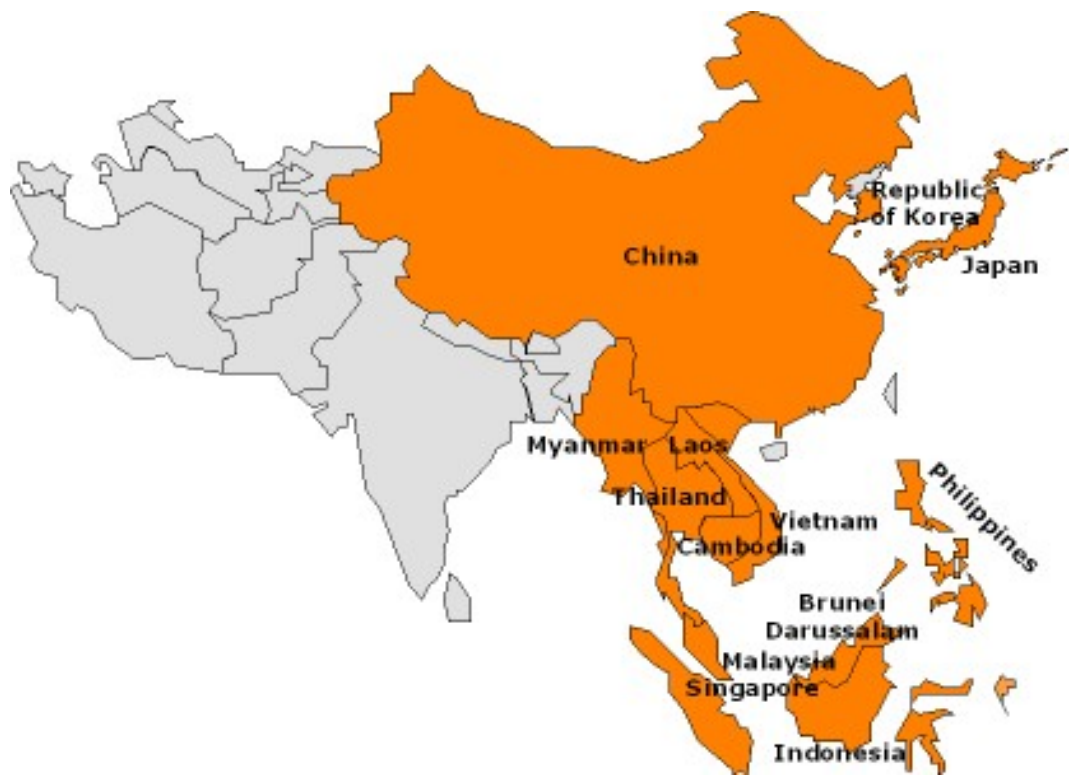 Republic
of Korea
China
Japan
Myanmar
Laos
Philippines
Thailand
Vietnam
Cambodia
Brunei
Darussalam
Malaysia
Singapore
Indonesia